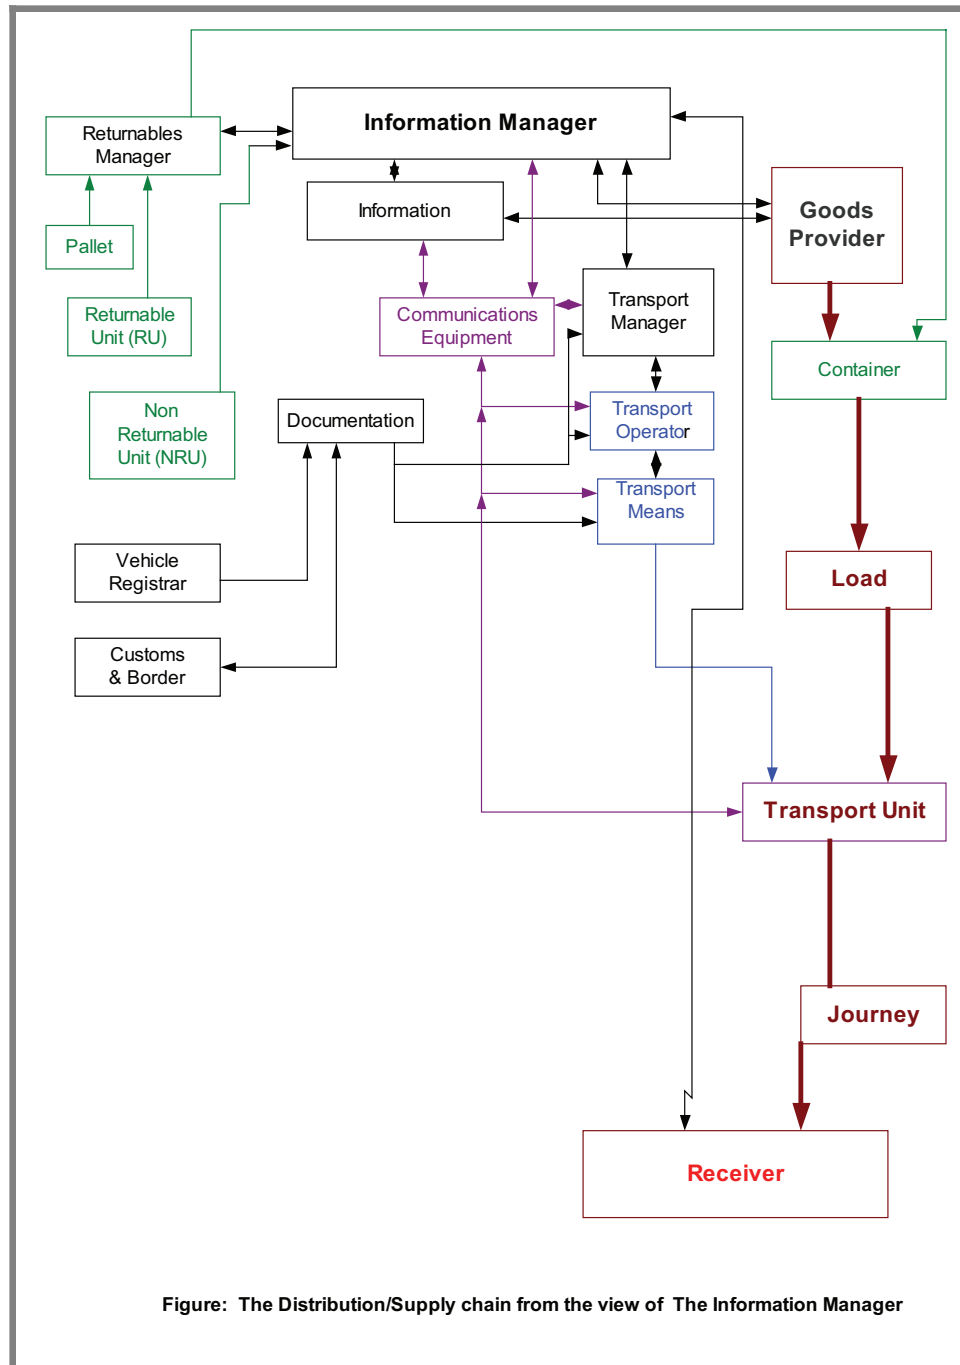 Information Manager
Returnables
Manager
Information
Goods
Provider
Pallet
Communications
Equipment
Transport
Manager
Returnable
Unit (RU)
Container
Non
Returnable
Unit (NRU)
Documentation
Transport
Operator
Transport
Means
Vehicle
Registrar
Load
Customs
& Border
Transport Unit
Journey
Receiver
Figure:  The Distribution/Supply chain from the view of  The Information Manager